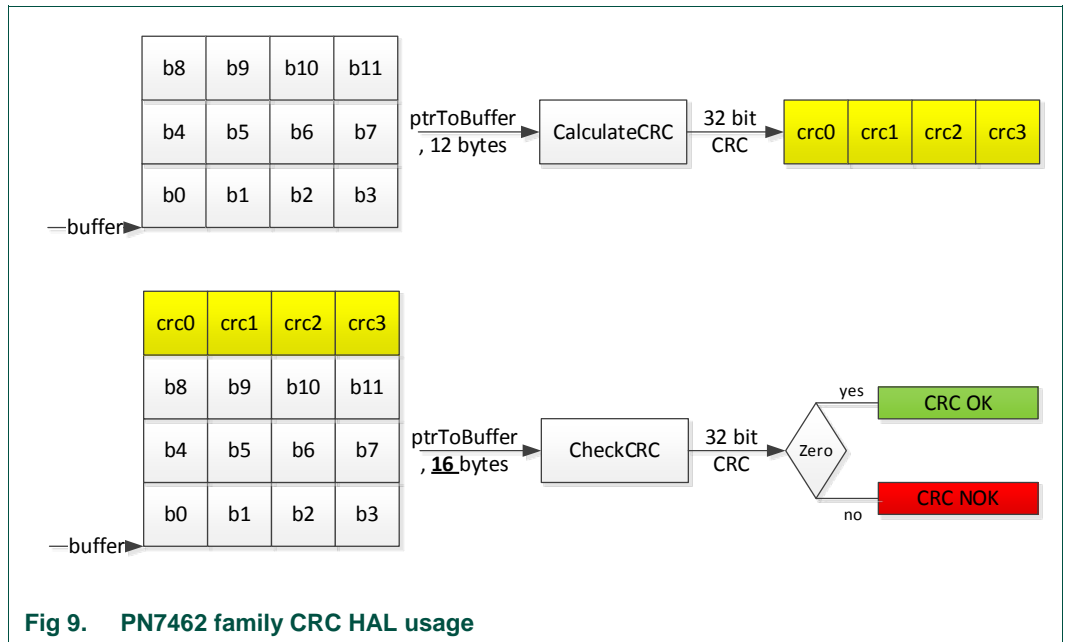 b8 b9 b10 b11
b4 b5 b6 b7
b0 b1 b2 b3
buffer
ptrToBuffer
, 12 bytes
CalculateCRC
32 bit
CRC
crc0 crc1 crc2 crc3
crc0 crc1 crc2 crc3
b8 b9 b10 b11
b4 b5 b6 b7
b0 b1 b2 b3
buffer
ptrToBuffer
, 16 bytes
CheckCRC
32 bit
CRC
Zero
yes
CRC OK
no
CRC NOK
Fig 9. PN7462 family CRC HAL usage